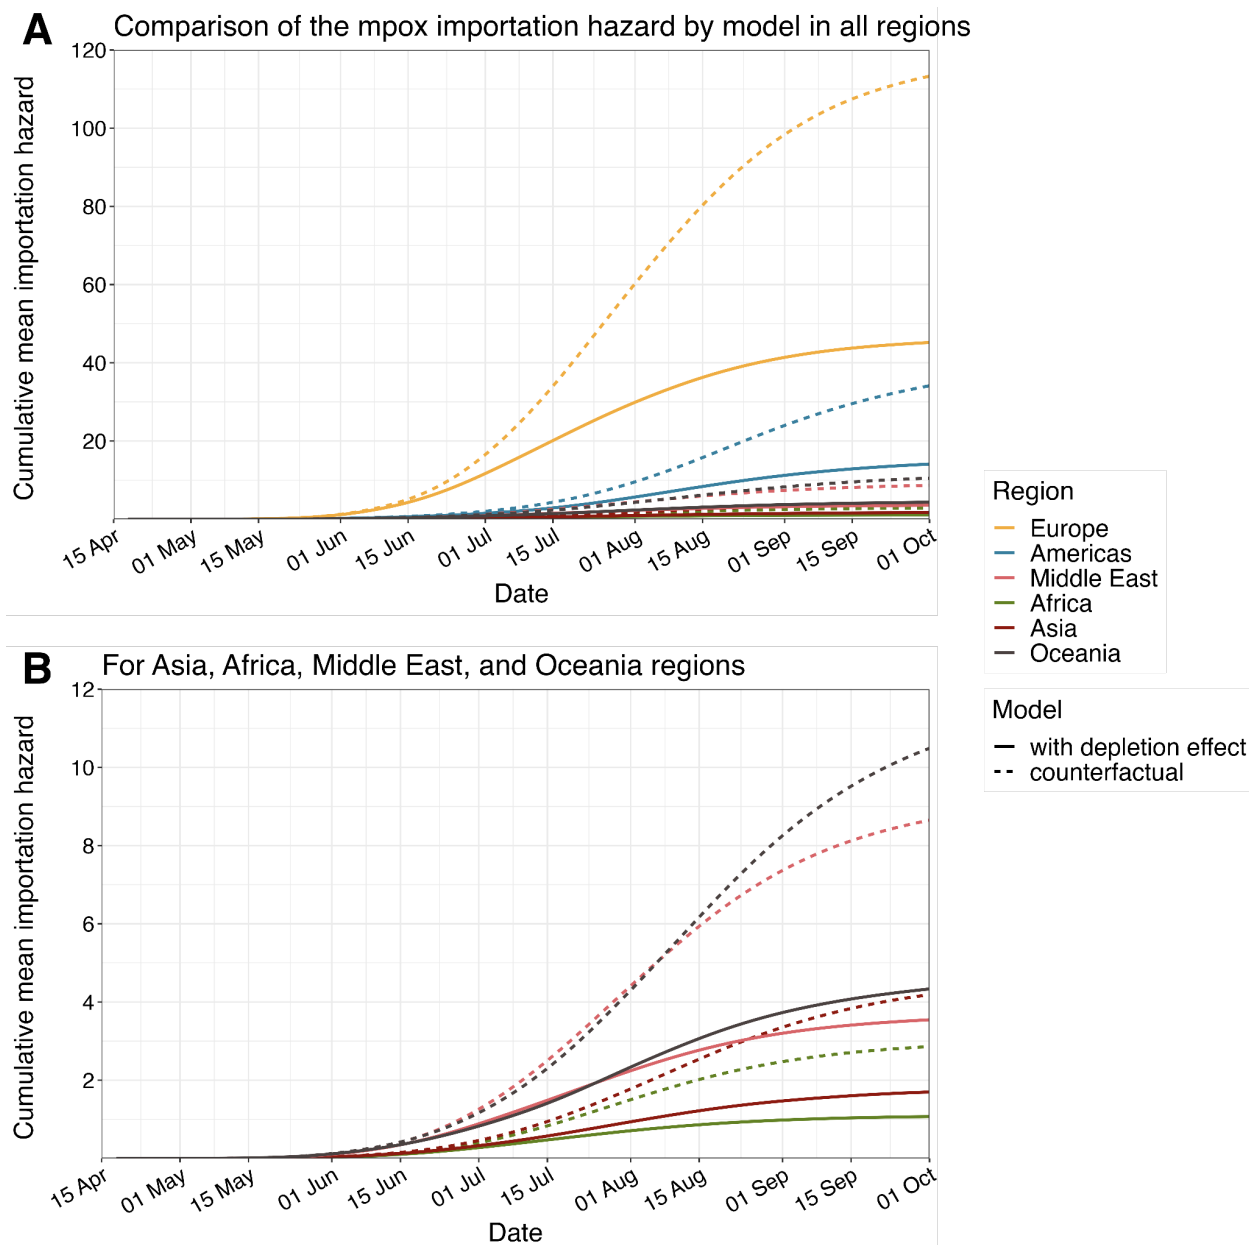 A
Comparison of the mpox importation hazard by model in all regions
Cumulative mean importation hazard
120
100
80
60
40
20
15 Apr
01 May
15 May
01 Jun
15 Jun
01 Jul
15 Jul
01 Aug
15 Aug
01 Sep
15 Sep
01 Oct
Date
Region
Europe
Americas
Middle East
Africa
Asia
Oceania
Model
with depletion effect
counterfactual
B
For Asia, Africa, Middle East, and Oceania regions
Cumulative mean importation hazard
12
10
8
6
4
2
15 Apr
01 May
15 May
01 Jun
15 Jun
01 Jul
15 Jul
01 Aug
15 Aug
01 Sep
15 Sep
01 Oct
Date